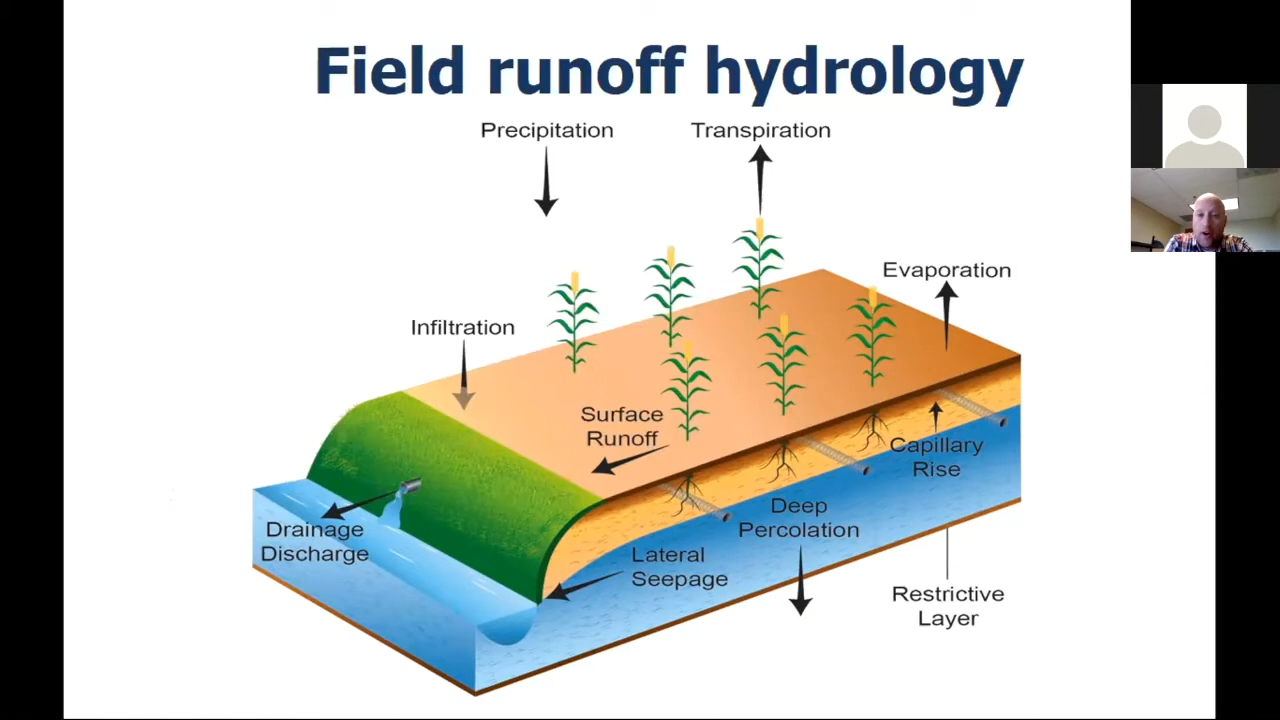 Field runoff hydrology
Precipitation
Transpiration
Evaporation
Infiltration
Surface
Runoff
Capillary
Rise
Deep
Percolation
Drainage
Discharge
Lateral
Seepage
Restrictive
Layer